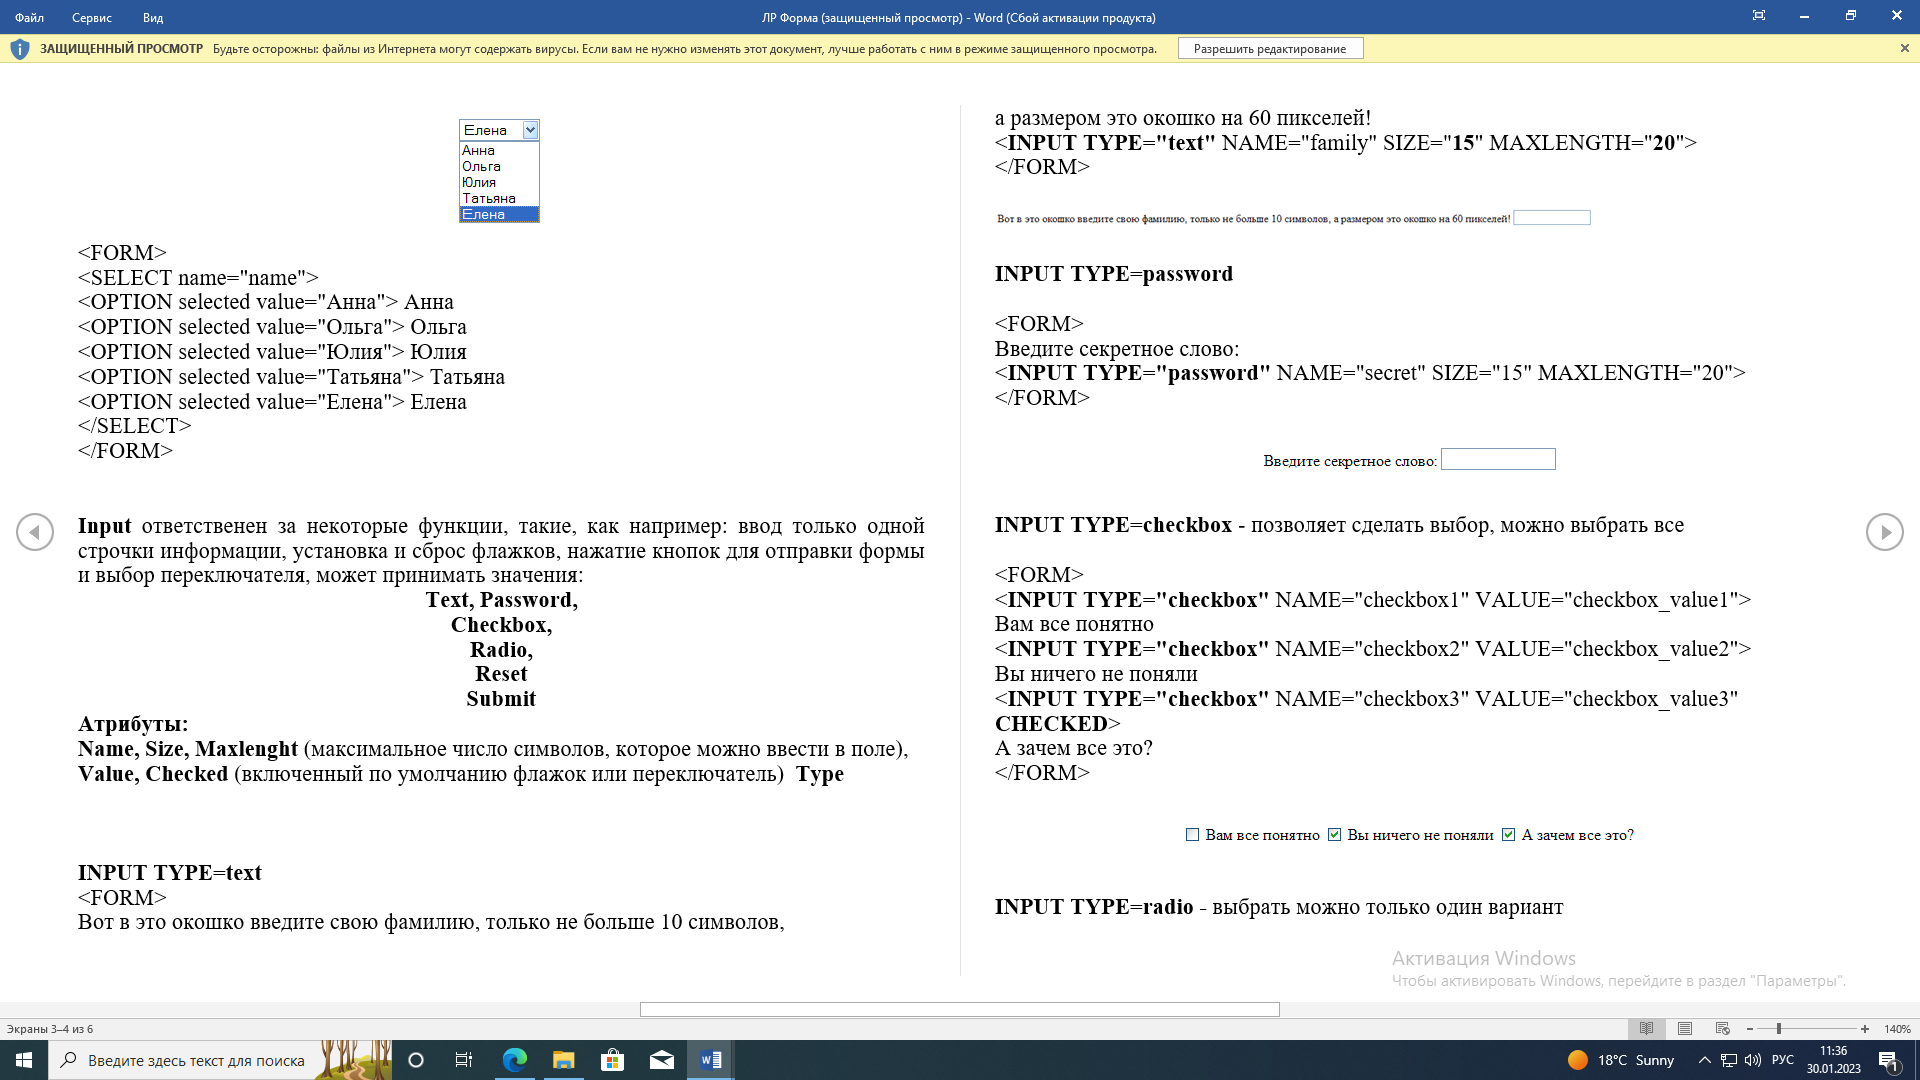 Файл Сервис Вид
ЛР Форма (защищенный просмотр) - Word (Сбой активации продукта)
ЗАЩИЩЕННЫЙ ПРОСМОТР Будьте осторожны: файлы из Интернета могут содержать вирусы. Если вам не нужно изменять этот документ, лучше работать с ним в режиме защищенного просмотра. Разрешить редактирование
Елена
Анна
Ольга
Юлия
Татьяна
Елена
<FORM>
<SELECT name="name">
<OPTION selected value="Анна"> Анна
<OPTION selected value="Ольга"> Ольга
<OPTION selected value="Юлия"> Юлия
<OPTION selected value="Татьяна"> Татьяна
<OPTION selected value="Елена"> Елена
</SELECT>
</FORM>
Input ответственен за некоторые функции, такие, как например: ввод только одной
строчки информации, установка и сброс флажков, нажатие кнопок для отправки формы
и выбор переключателя, может принимать значения:
Text, Password,
Checkbox,
Radio,
Reset
Submit
Атрибуты:
Name, Size, Maxlenght (максимальное число символов, которое можно ввести в поле),
Value, Checked (включенный по умолчанию флажок или переключатель) Type
INPUT TYPE=text
<FORM>
Вот в это окошко введите свою фамилию, только не больше 10 символов,
а размером это окошко на 60 пикселей!
<INPUT TYPE="text" NAME="family" SIZE="15" MAXLENGTH="20">
</FORM>
Вот в это окошко введите свою фамилию, только не больше 10 символов, а размером это окошко на 60 пикселей!
INPUT TYPE=password
<FORM>
Введите секретное слово:
<INPUT TYPE="password" NAME="secret" SIZE="15" MAXLENGTH="20">
</FORM>
Введите секретное слово:
INPUT TYPE=checkbox - позволяет сделать выбор, можно выбрать все
<FORM>
<INPUT TYPE="checkbox" NAME="checkbox1" VALUE="checkbox_value1">
Вам все понятно
<INPUT TYPE="checkbox" NAME="checkbox2" VALUE="checkbox_value2">
Вы ничего не поняли
<INPUT TYPE="checkbox" NAME="checkbox3" VALUE="checkbox_value3"
CHECKED>
А зачем все это?
</FORM>
Вам все понятно Вы ничего не поняли А зачем все это?
INPUT TYPE=radio - выбрать можно только один вариант
Активация Windows
Чтобы активировать Windows, перейдите в раздел "Параметры".
Экраны 3–4 из 6
140%
Введите здесь текст для поиска
18°C Sunny
РУС
11:36
30.01.2023
1